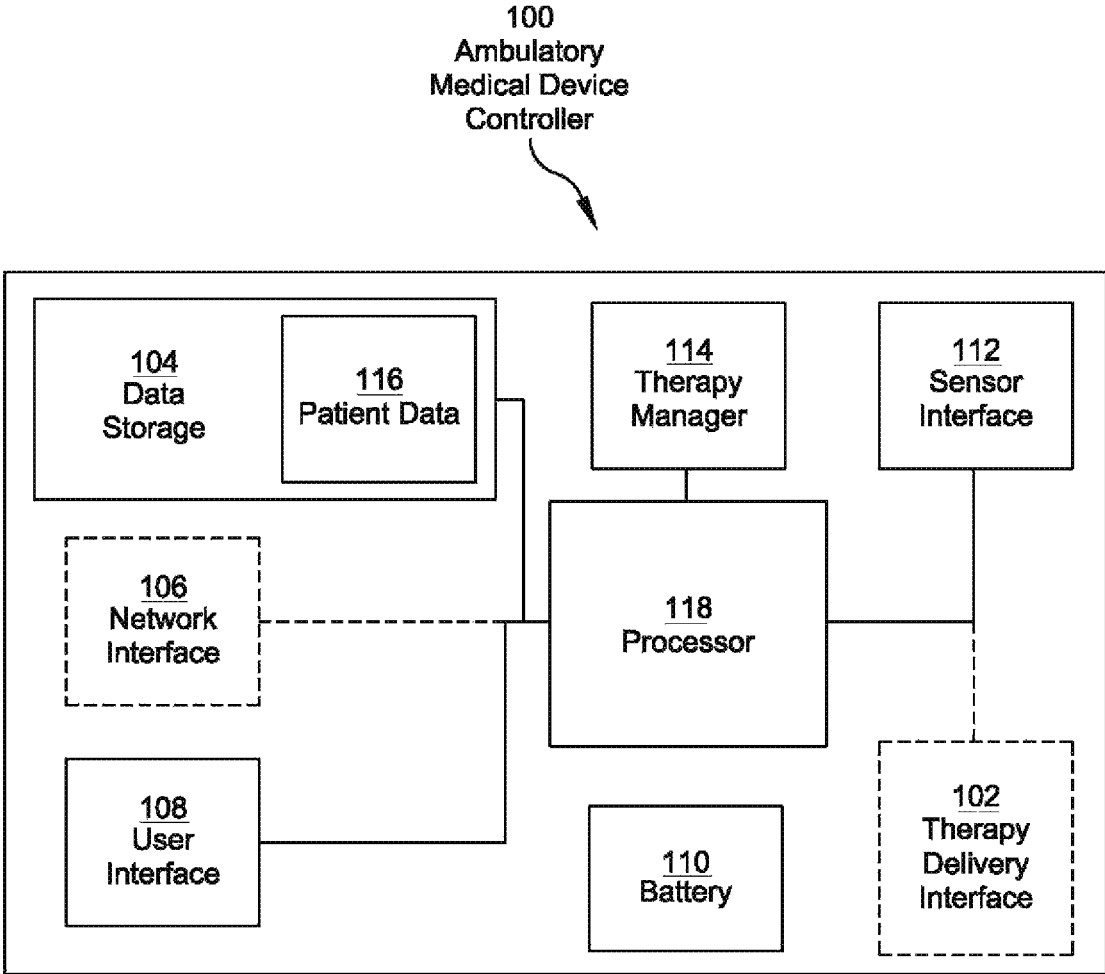 100
Ambulatory
Medical Device
Controller
104
Data
Storage
116
Patient Data
114
Therapy
Manager
112
Sensor
Interface
106
Network
Interface
118
Processor
108
User
Interface
110
Battery
102
Therapy
Delivery
Interface